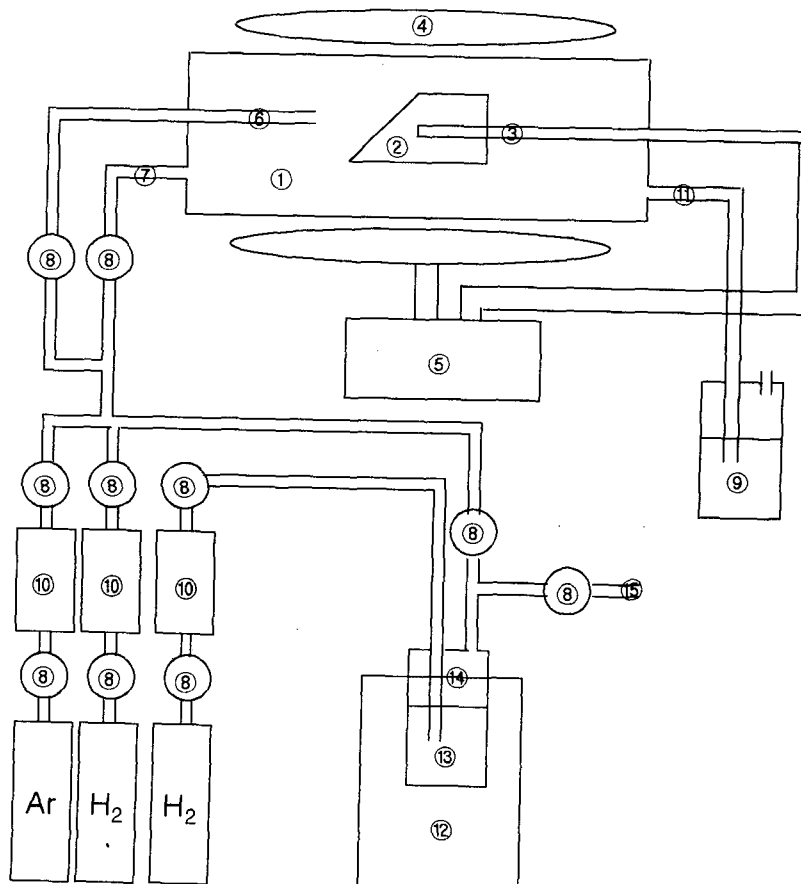 ④
⑥ ② ③
① ⑦ ⑪
⑧ ⑧
⑤
⑧ ⑧ ⑧ ⑨
⑧
⑩ ⑩ ⑩ ⑧ ⑮
⑧ ⑧ ⑧ ⑭
⑬
Ar H₂ H₂
⑫